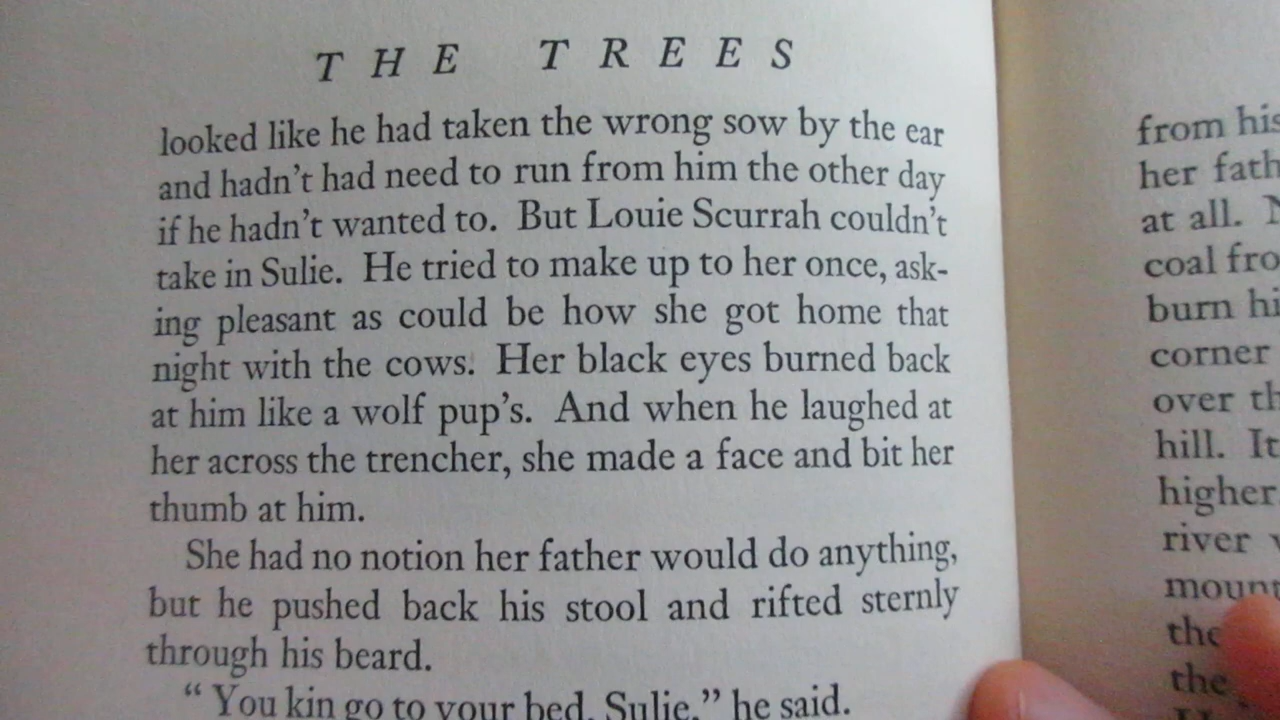 THE TREES
looked like he had taken the wrong sow by the ear
and hadn't had need to run from him the other day
if he hadn't wanted to. But Louie Scurrah couldn't
take in Sulie. He tried to make up to her once, ask-
ing pleasant as could be how she got home that
night with the cows. Her black eyes burned back
at him like a wolf pup's. And when he laughed at
her across the trencher, she made a face and bit her
thumb at him.
She had no notion her father would do anything,
but he pushed back his stool and rifted sternly
through his beard.
“ You kin go to your bed, Sulie,” he said.
from his
her
at all.
coal
burn
corner
over
hill. It
higher
river
the
the